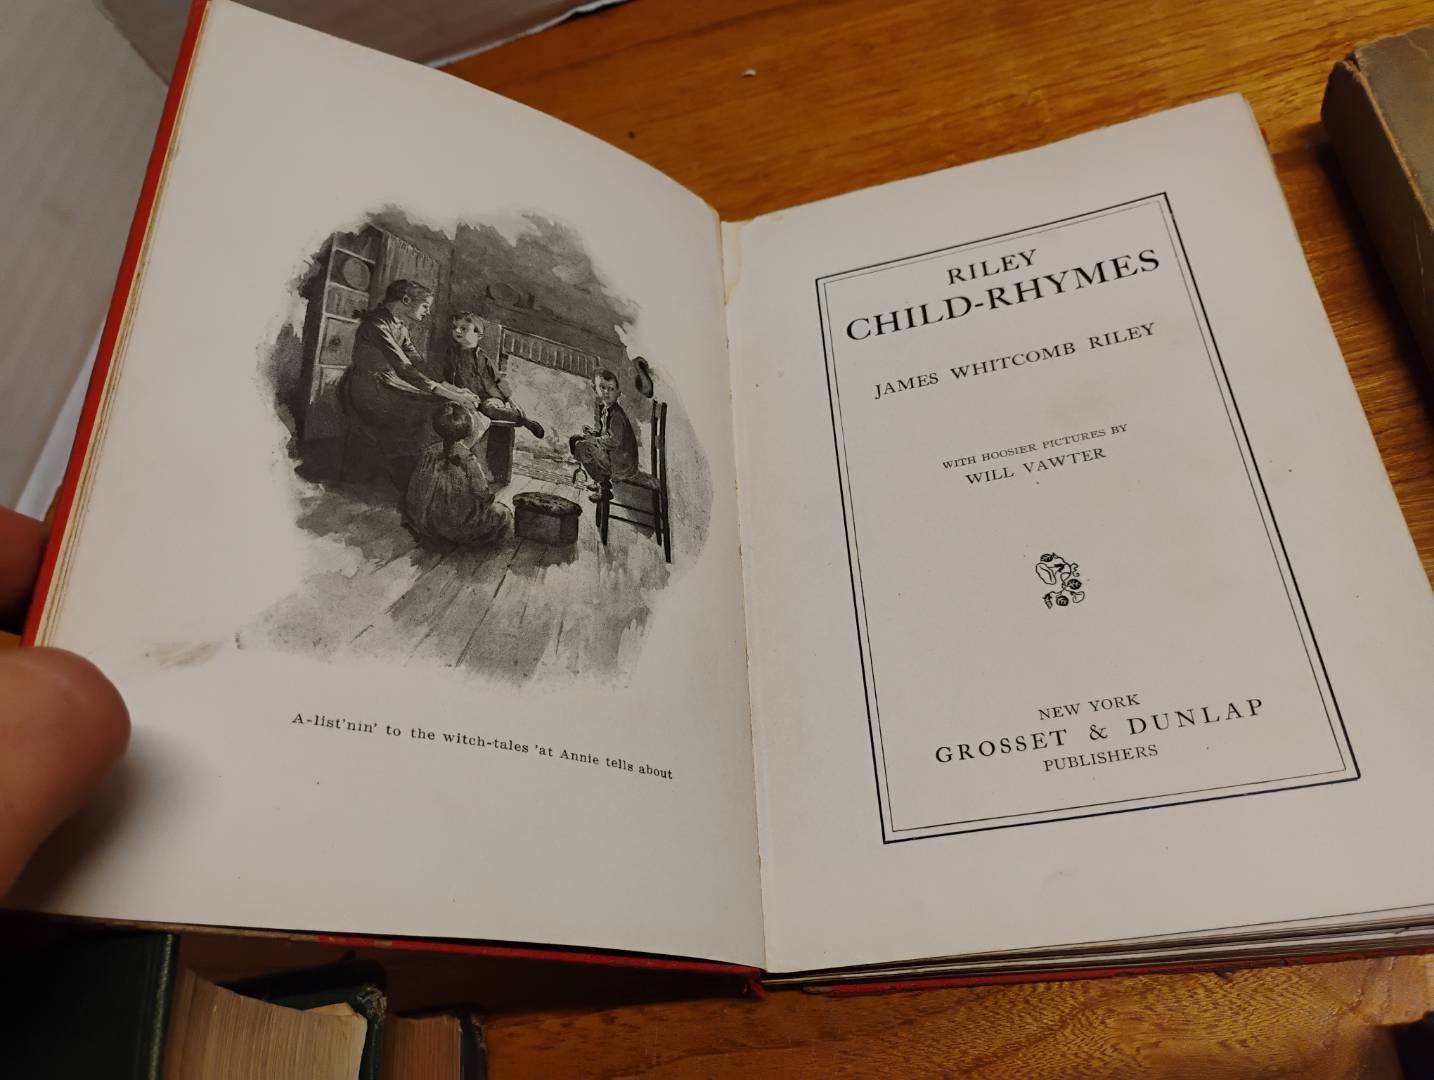 A-list'nin' to the witch-tales 'at Annie tells about
RILEY
CHILD-RHYMES
JAMES WHITCOMB RILEY
WITH HOOSIER PICTURES BY
WILL VAWTER
NEW YORK
GROSSET & DUNLAP
PUBLISHERS